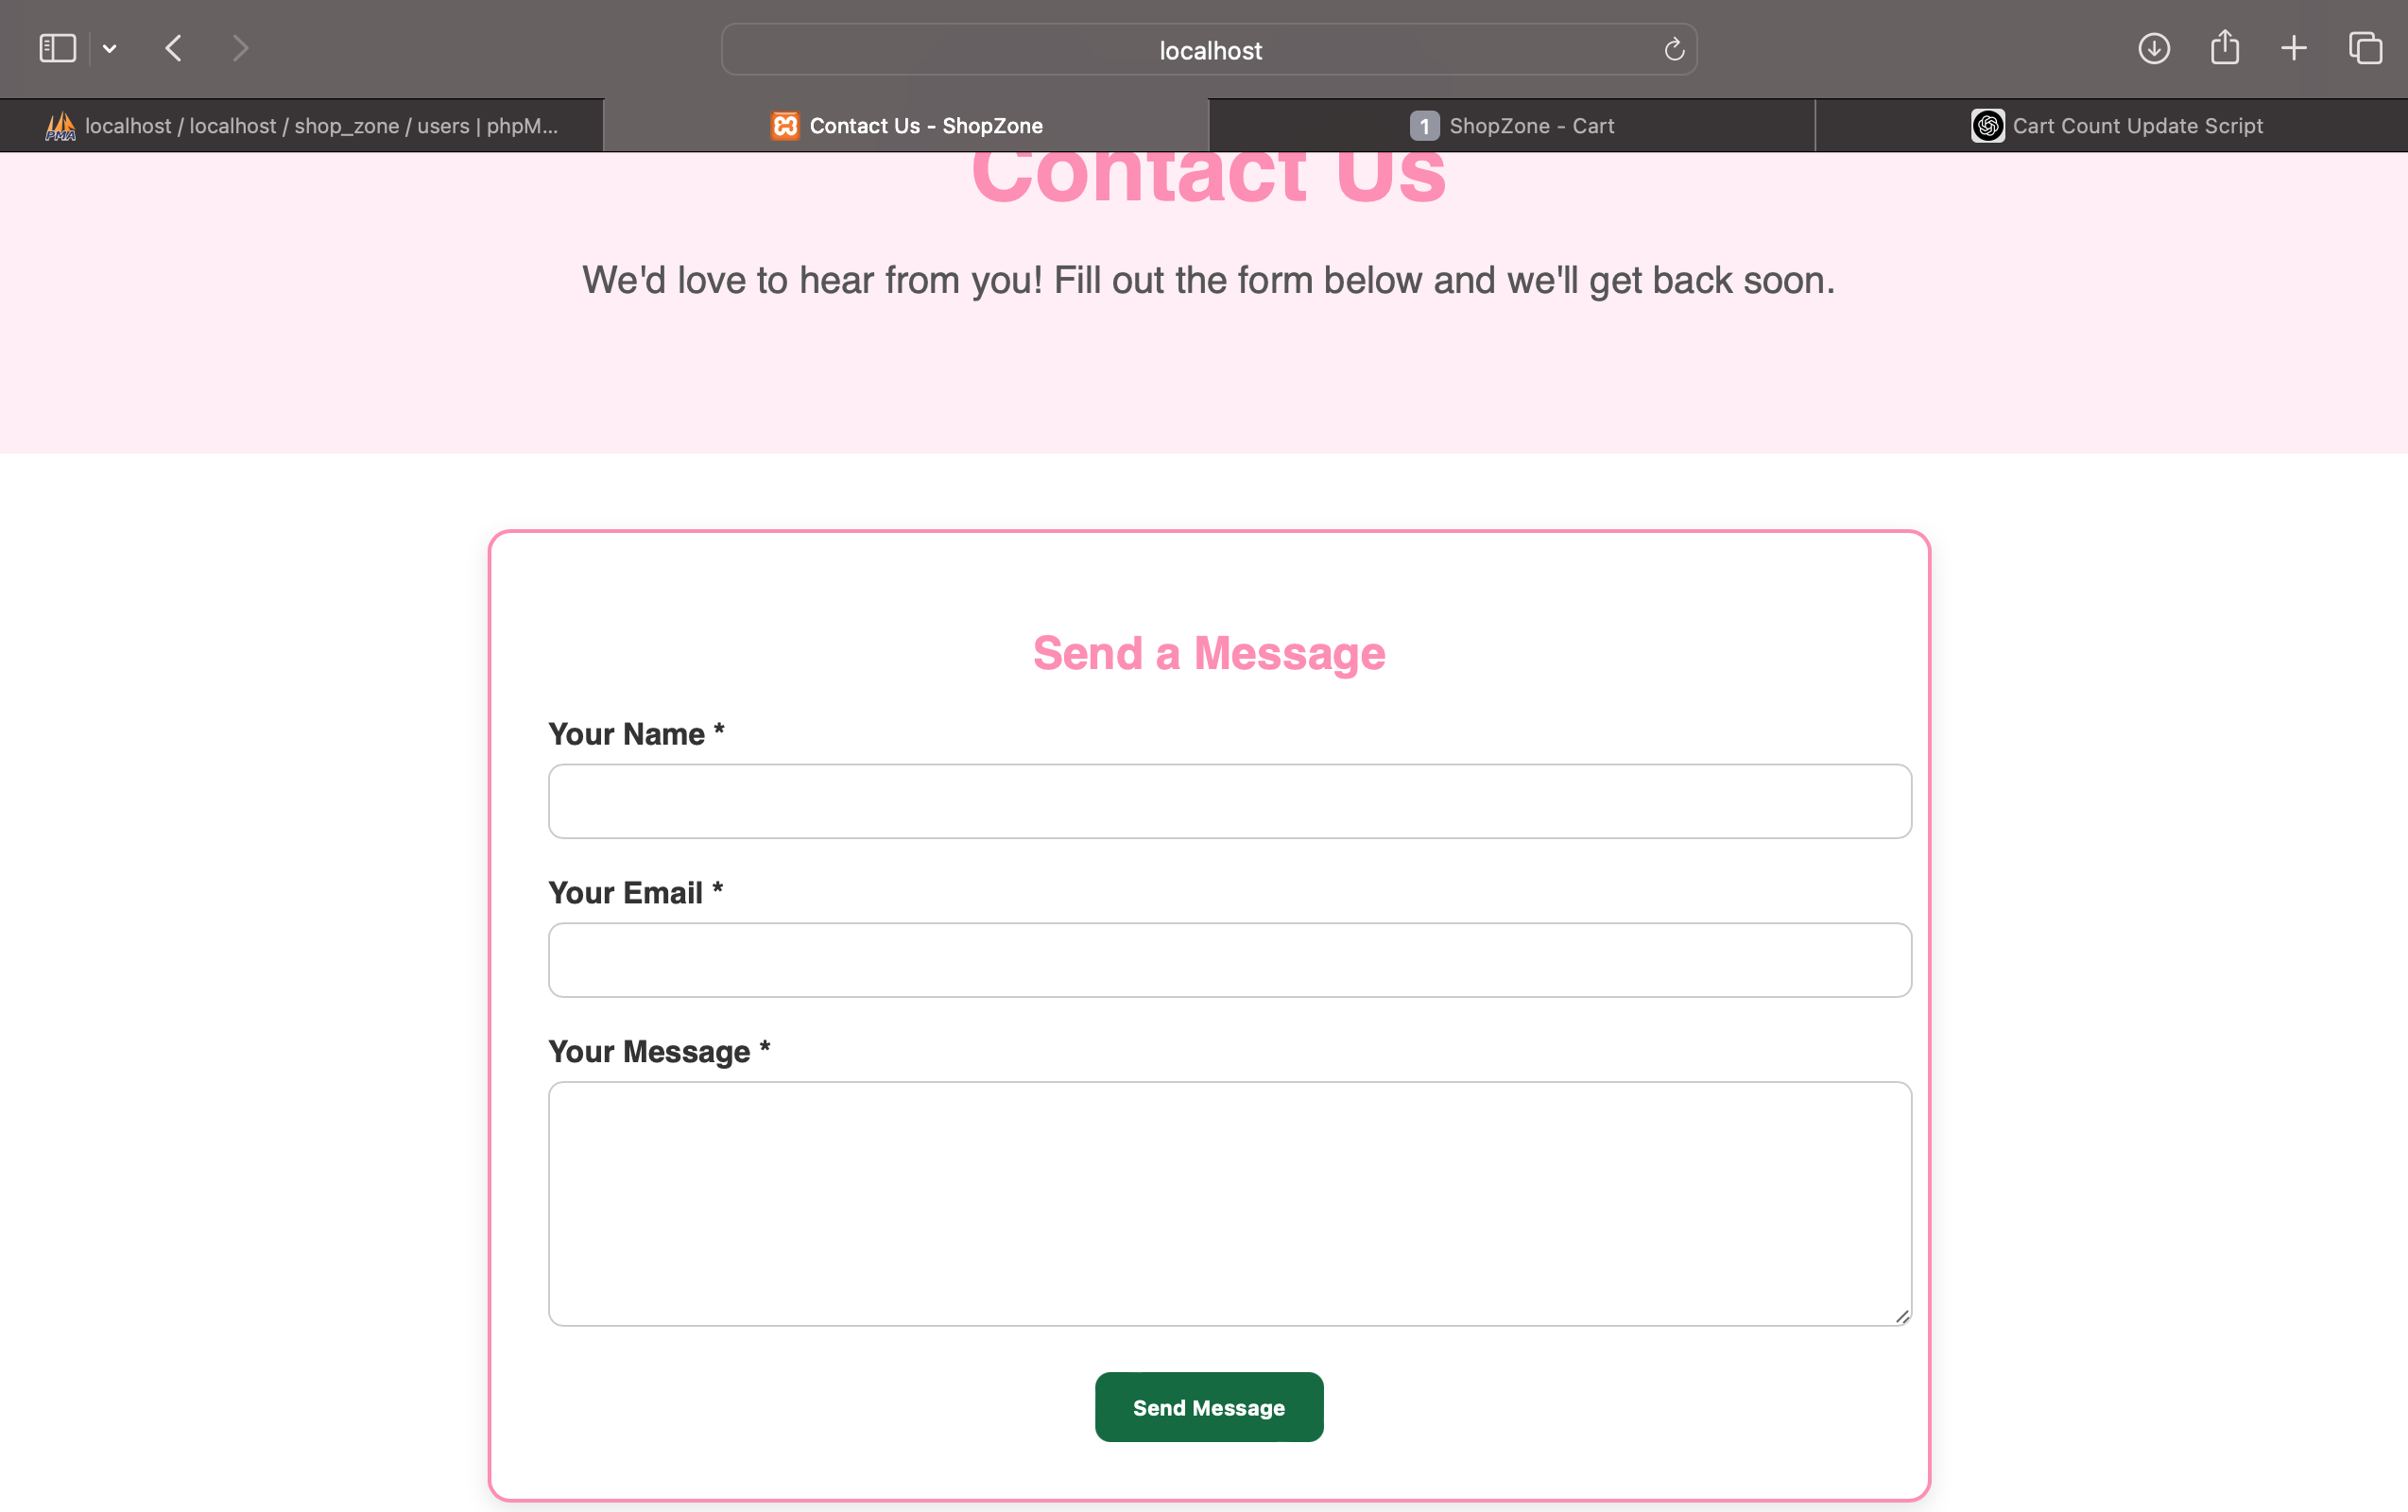 localhost
localhost / localhost / shop_zone / users | phpM...
Contact Us - ShopZone
1 ShopZone - Cart
Cart Count Update Script
Contact Us
We'd love to hear from you! Fill out the form below and we'll get back soon.
Send a Message
Your Name *
Your Email *
Your Message *
Send Message